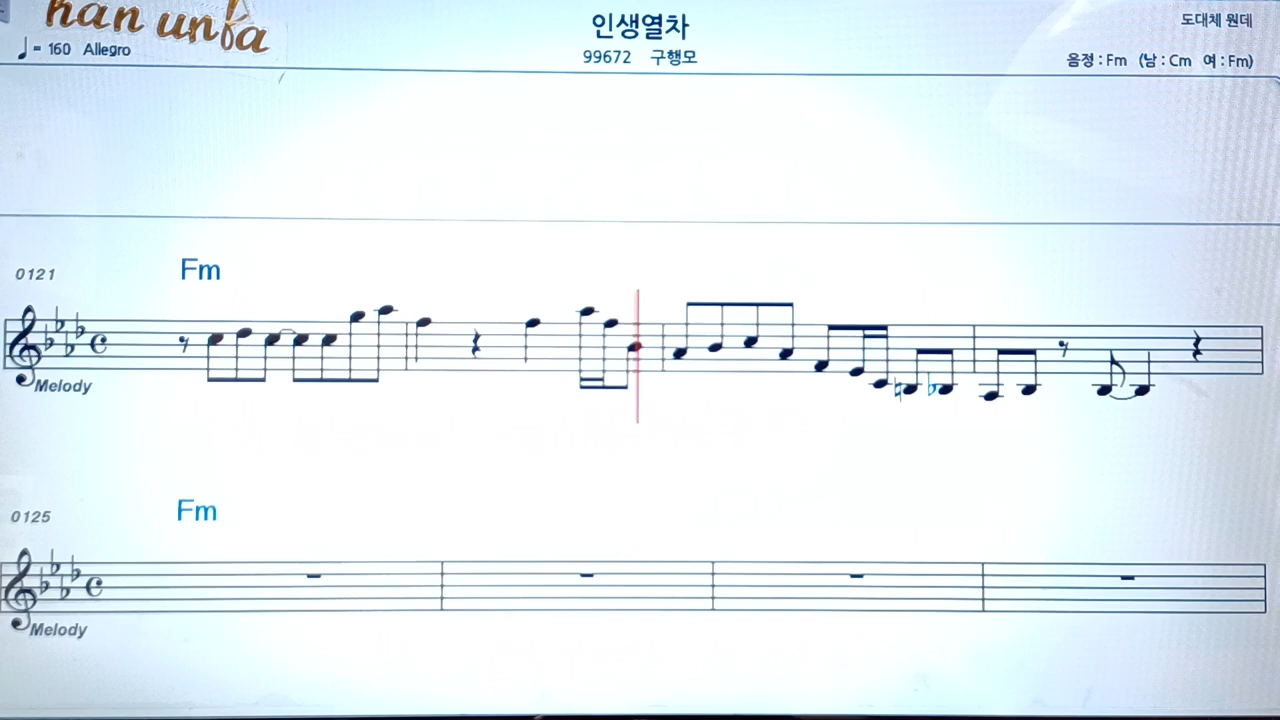 han unfa
인생열차
도대체 뭔데
♩= 160 Allegro
99672 구행모
음정 : Fm (남 : Cm 여 : Fm)
0121
Fm
Melody
0125
Fm
Melody